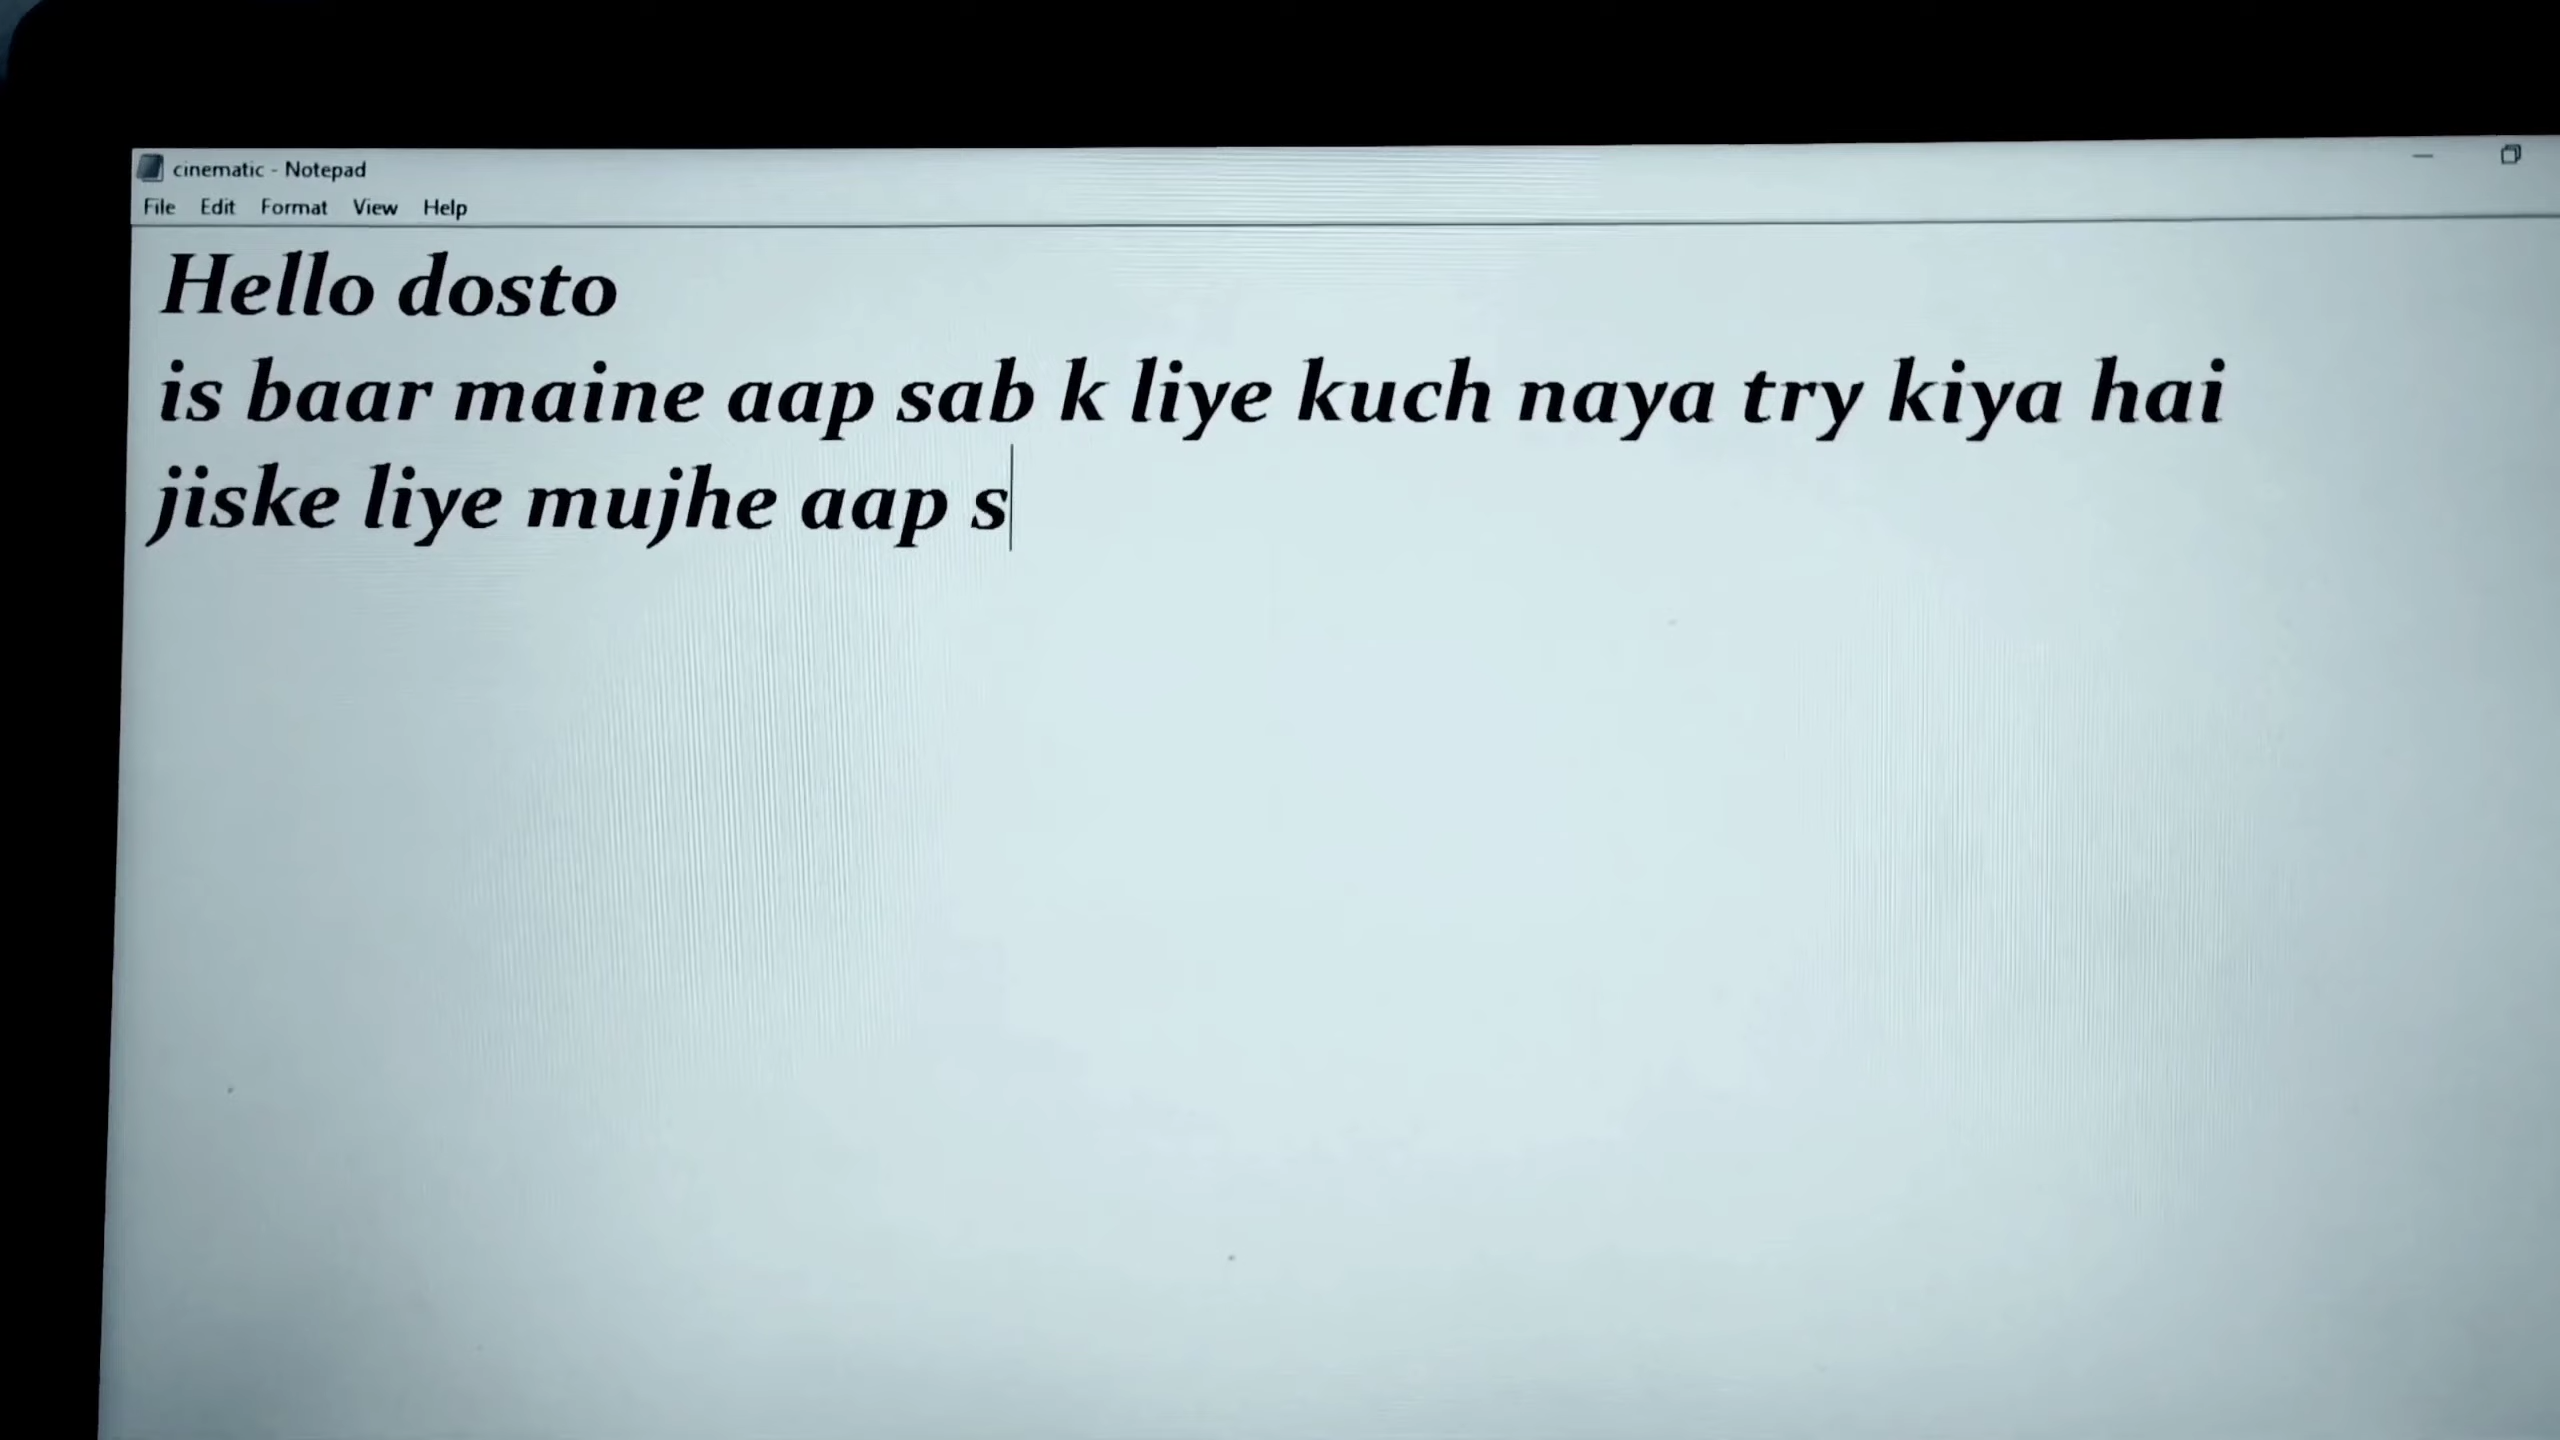 cinematic - Notepad
File Edit Format View Help
Hello dosto
is baar maine aap sab k liye kuch naya try kiya hai
jiske liye mujhe aap s